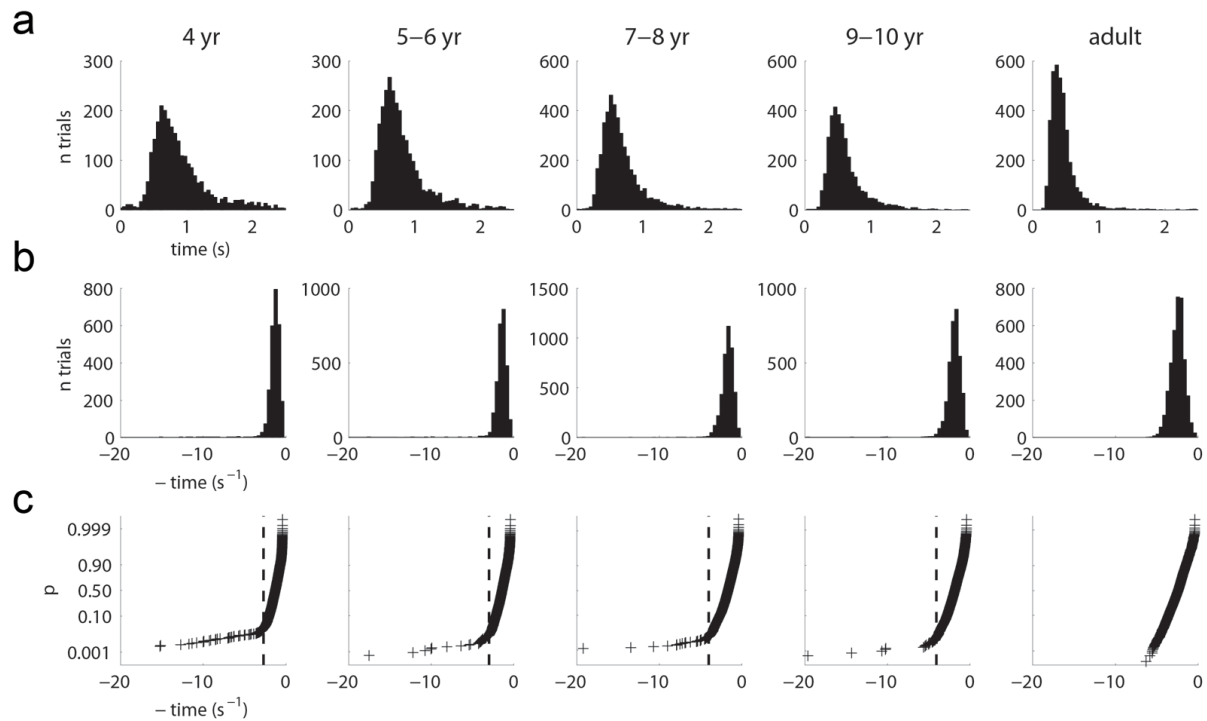 a
4 yr 5–6 yr 7–8 yr 9–10 yr adult
300 300 600 600 600
200 200 400 400 400
n trials
100 100 200 200 200
0 0 0 0 0
0 1 2 0 1 2 0 1 2 0 1 2 0 1 2
time (s)
b
800 1000 1500 1000 800
600 1000 600
n trials
400 500 500 400
200 500 200
0 0 0 0 0
−20 −10 0 −20 −10 0 −20 −10 0 −20 −10 0 −20 −10 0
− time (s⁻¹)
c
0.999
0.90
p
0.50
0.10
0.001
−20 −10 0 −20 −10 0 −20 −10 0 −20 −10 0 −20 −10 0
− time (s⁻¹)